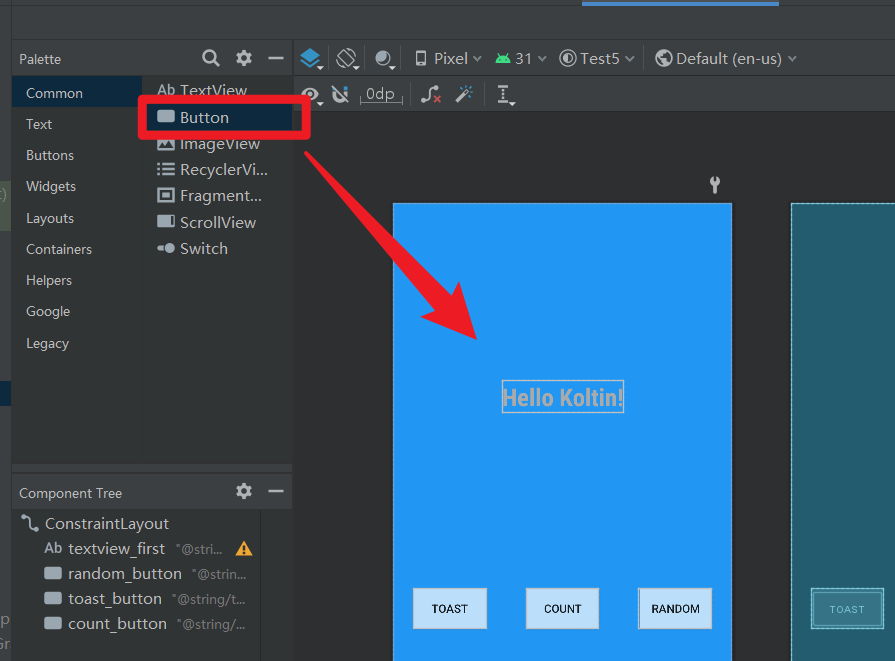 Palette
Pixel
31
Test5
Default (en-us)
Common
Text
Buttons
Widgets
Layouts
Containers
Helpers
Google
Legacy
Ab TextView
Button
ImageView
RecyclerVi...
Fragment...
ScrollView
Switch
0dp
Hello Koltin!
TOAST
COUNT
RANDOM
TOAST
Component Tree
ConstraintLayout
Ab textview_first "@stri...
random_button "@strin...
toast_button "@string/t...
count_button "@string/...